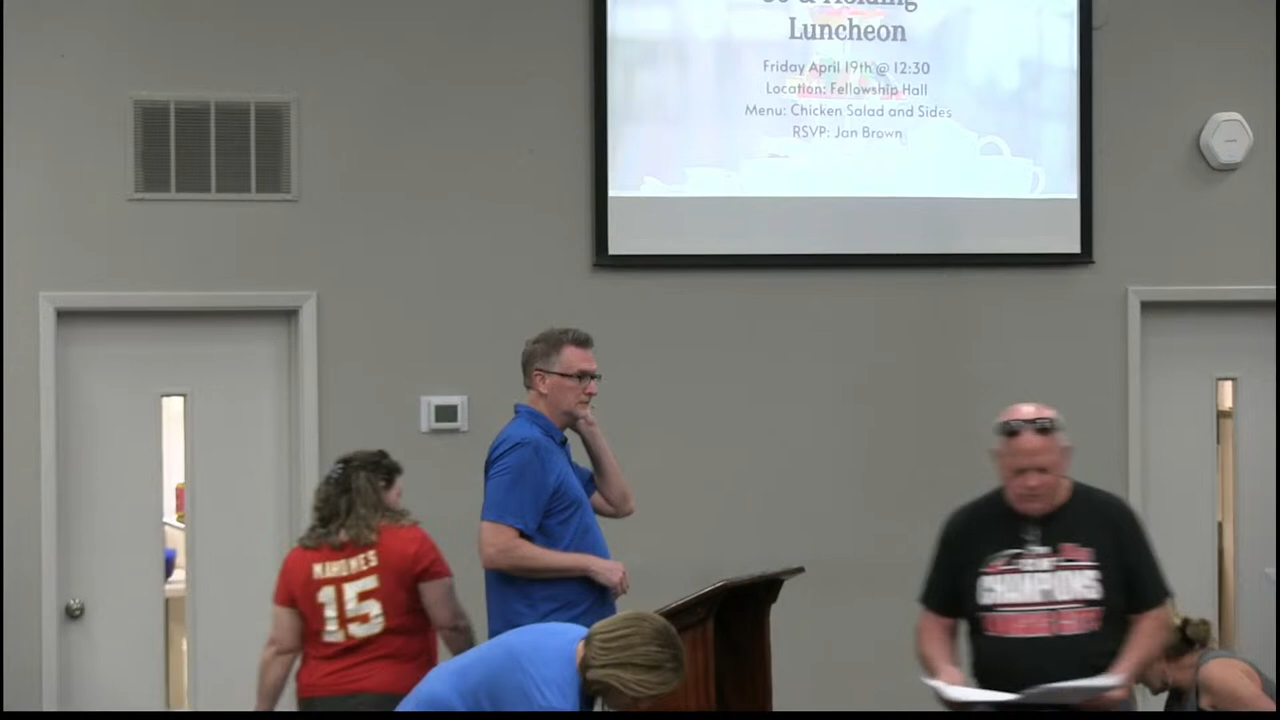 & Holding
Luncheon
Friday April 19th @ 12:30
Location: Fellowship Hall
Menu: Chicken Salad and Sides
RSVP: Jan Brown
MAHOMES
15
CHAMPIONS